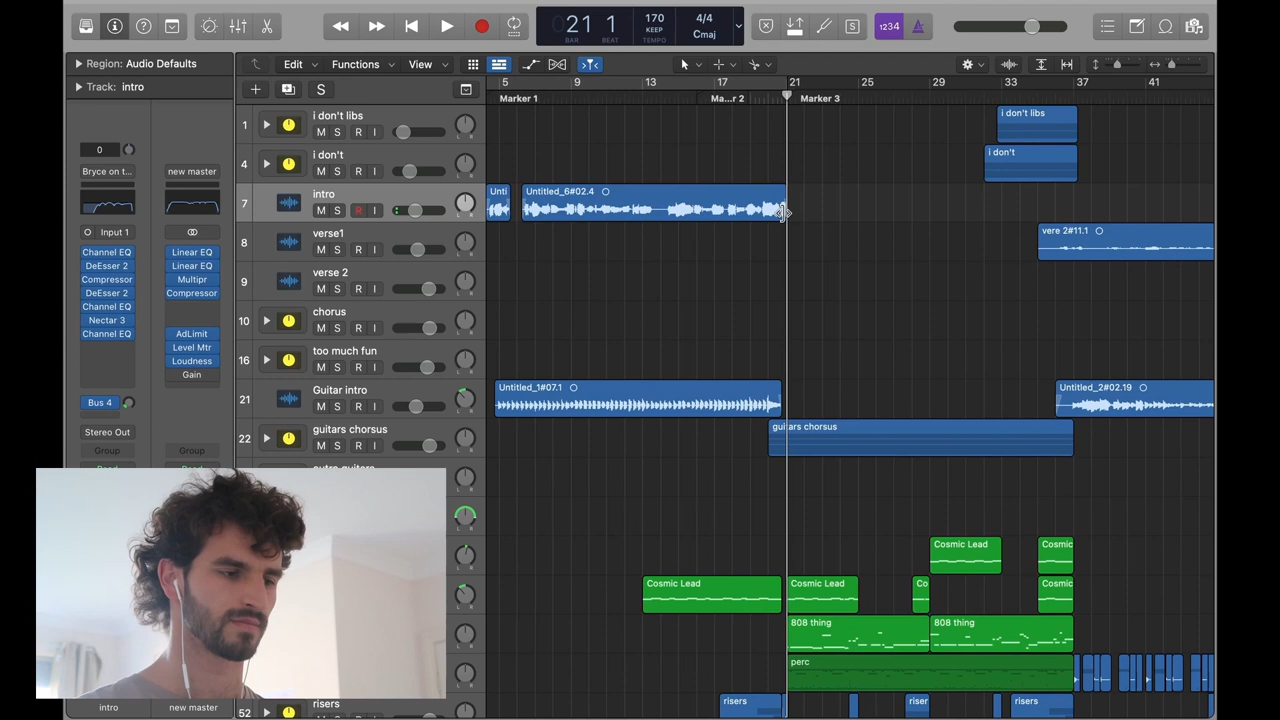 21 1
BAR BEAT
170
KEEP
TEMPO
4/4
Cmaj
S
1234
Region: Audio Defaults
Track: intro
Edit
Functions
View
5 9 13 17 21 25 29 33 37 41
Marker 1
Ma...r 2
Marker 3
S
1 i don't libs
M S R I
4 i don't
M S R I
7 intro
M S R I
8 verse1
M S R I
9 verse 2
M S R I
10 chorus
M S R I
16 too much fun
M S R I
21 Guitar intro
M S R I
22 guitars chorsus
M S R I
52 risers
i don't libs
i don't
Unti
Untitled_6#02.4
vere 2#11.1
Untitled_1#07.1
Untitled_2#02.19
guitars chorsus
Cosmic Lead
Cosmic
Cosmic Lead
Cosmic Lead
Co
Cosmic
808 thing
808 thing
perc
risers
riser
risers
0
Bryce on t...
new master
Input 1
Channel EQ
DeEsser 2
Compressor
DeEsser 2
Channel EQ
Nectar 3
Channel EQ
Linear EQ
Linear EQ
Multipr
Compressor
AdLimit
Level Mtr
Loudness
Gain
Bus 4
Stereo Out
Group
Group
intro
new master